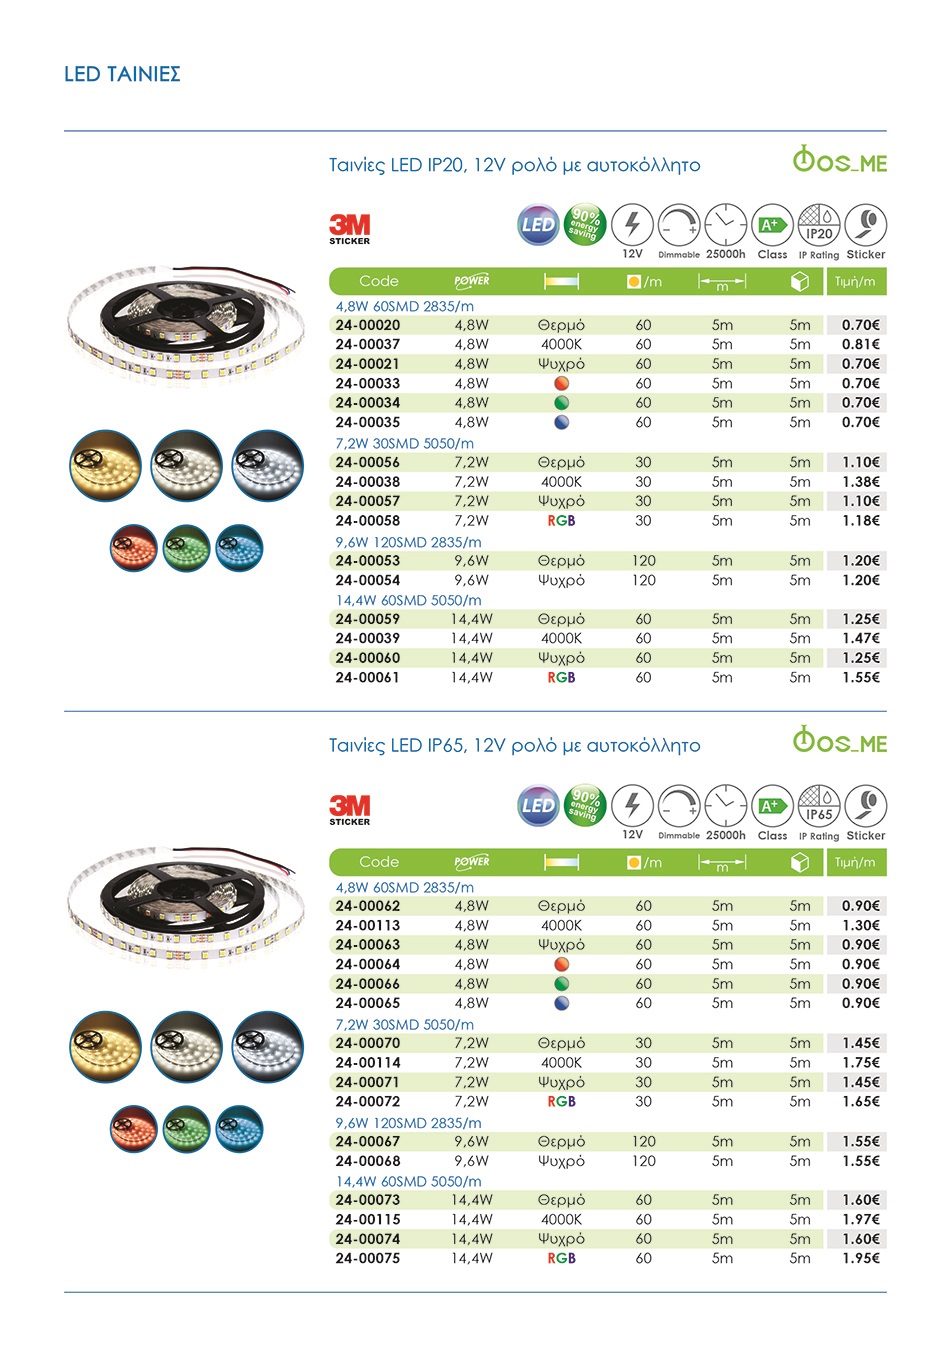 LED ΤΑΙΝΙΕΣ
Ταινίες LED IP20, 12V ρολό με αυτοκόλλητο
ΦOS_ME
3M
STICKER
LED
90%
energy
saving
A+
IP20
12V Dimmable 25000h Class IP Rating Sticker
Code POWER /m m Τιμή/m
4,8W 60SMD 2835/m
24-00020 4,8W Θερμό 60 5m 5m 0.70€
24-00037 4,8W 4000K 60 5m 5m 0.81€
24-00021 4,8W Ψυχρό 60 5m 5m 0.70€
24-00033 4,8W 60 5m 5m 0.70€
24-00034 4,8W 60 5m 5m 0.70€
24-00035 4,8W 60 5m 5m 0.70€
7,2W 30SMD 5050/m
24-00056 7,2W Θερμό 30 5m 5m 1.10€
24-00038 7,2W 4000K 30 5m 5m 1.38€
24-00057 7,2W Ψυχρό 30 5m 5m 1.10€
24-00058 7,2W RGB 30 5m 5m 1.18€
9,6W 120SMD 2835/m
24-00053 9,6W Θερμό 120 5m 5m 1.20€
24-00054 9,6W Ψυχρό 120 5m 5m 1.20€
14,4W 60SMD 5050/m
24-00059 14,4W Θερμό 60 5m 5m 1.25€
24-00039 14,4W 4000K 60 5m 5m 1.47€
24-00060 14,4W Ψυχρό 60 5m 5m 1.25€
24-00061 14,4W RGB 60 5m 5m 1.55€
Ταινίες LED IP65, 12V ρολό με αυτοκόλλητο
ΦOS_ME
3M
STICKER
LED
90%
energy
saving
A+
IP65
12V Dimmable 25000h Class IP Rating Sticker
Code POWER /m m Τιμή/m
4,8W 60SMD 2835/m
24-00062 4,8W Θερμό 60 5m 5m 0.90€
24-00113 4,8W 4000K 60 5m 5m 1.30€
24-00063 4,8W Ψυχρό 60 5m 5m 0.90€
24-00064 4,8W 60 5m 5m 0.90€
24-00066 4,8W 60 5m 5m 0.90€
24-00065 4,8W 60 5m 5m 0.90€
7,2W 30SMD 5050/m
24-00070 7,2W Θερμό 30 5m 5m 1.45€
24-00114 7,2W 4000K 30 5m 5m 1.75€
24-00071 7,2W Ψυχρό 30 5m 5m 1.45€
24-00072 7,2W RGB 30 5m 5m 1.65€
9,6W 120SMD 2835/m
24-00067 9,6W Θερμό 120 5m 5m 1.55€
24-00068 9,6W Ψυχρό 120 5m 5m 1.55€
14,4W 60SMD 5050/m
24-00073 14,4W Θερμό 60 5m 5m 1.60€
24-00115 14,4W 4000K 60 5m 5m 1.97€
24-00074 14,4W Ψυχρό 60 5m 5m 1.60€
24-00075 14,4W RGB 60 5m 5m 1.95€